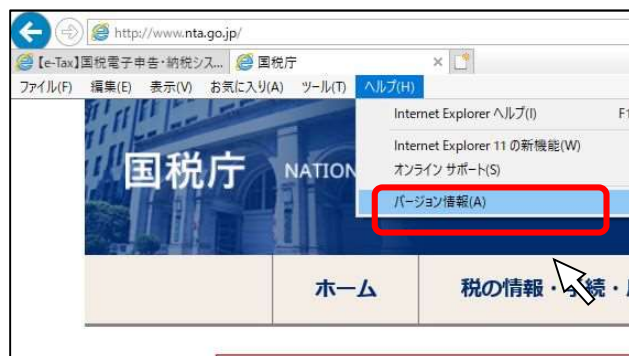 http://www.nta.go.jp/
【e-Tax】国税電子申告・納税シス... 国税庁 ×
ファイル(F) 編集(E) 表示(V) お気に入り(A) ツール(T) ヘルプ(H)
Internet Explorer ヘルプ(I) F1
Internet Explorer 11 の新機能(W)
オンライン サポート(S)
バージョン情報(A)
国税庁 NATION
ホーム 税の情報・手続・